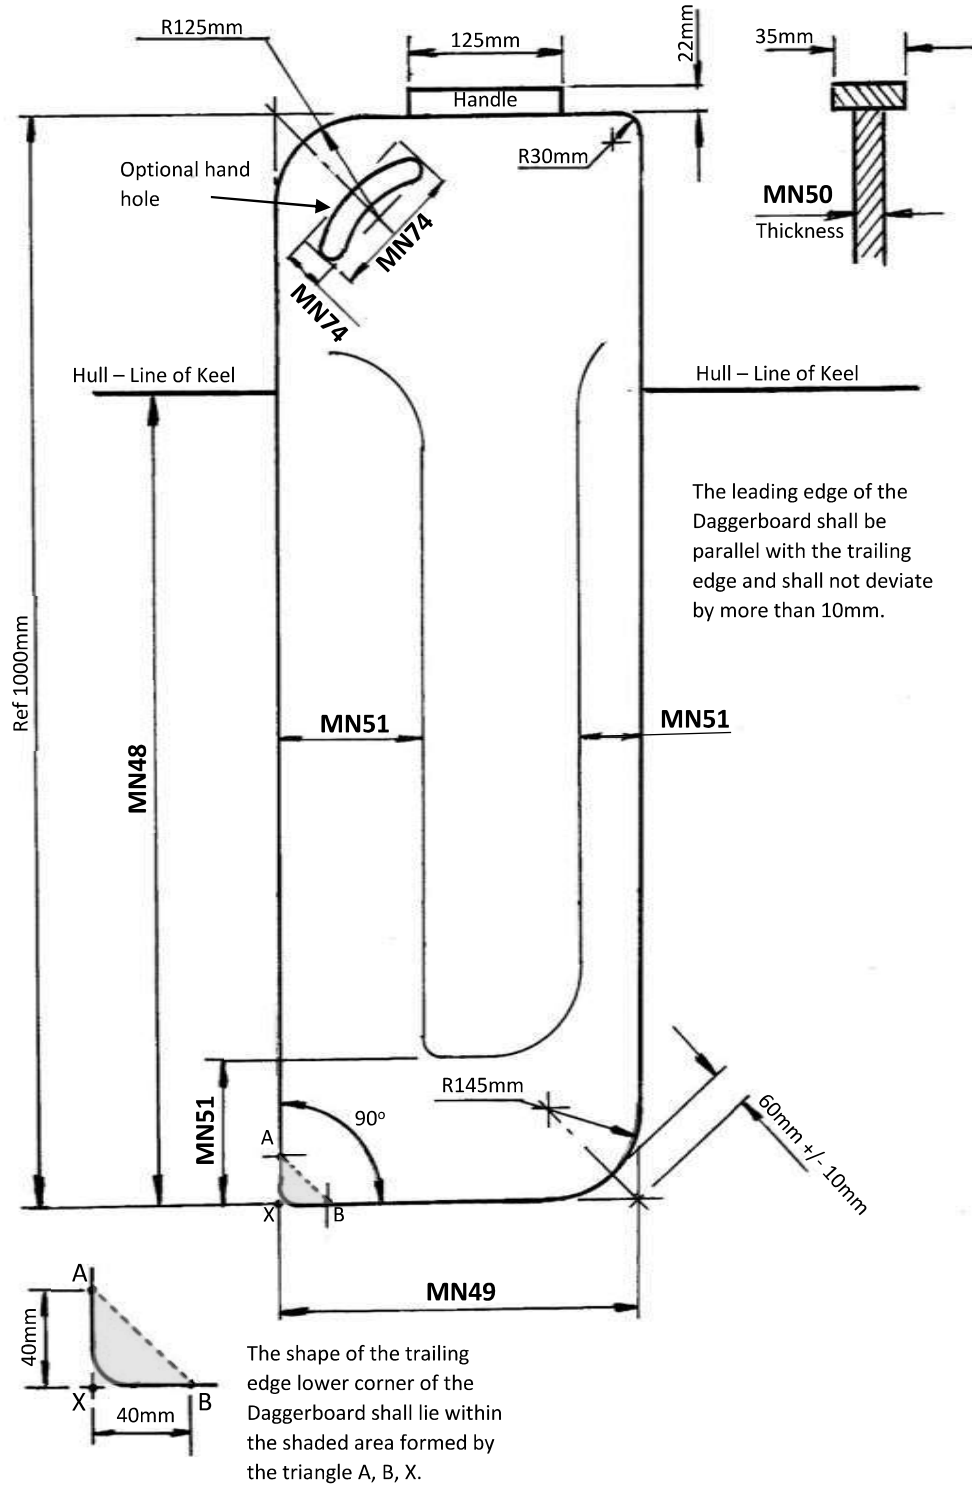 R125mm
125mm
22mm
35mm
Handle
R30mm
Optional hand
hole
MN74
MN74
MN50
Thickness
Hull – Line of Keel
Hull – Line of Keel
The leading edge of the
Daggerboard shall be
parallel with the trailing
edge and shall not deviate
by more than 10mm.
Ref 1000mm
MN48
MN51
MN51
R145mm
MN51
90°
60mm +/- 10mm
A
X
B
MN49
A
40mm
X
B
40mm
The shape of the trailing
edge lower corner of the
Daggerboard shall lie within
the shaded area formed by
the triangle A, B, X.